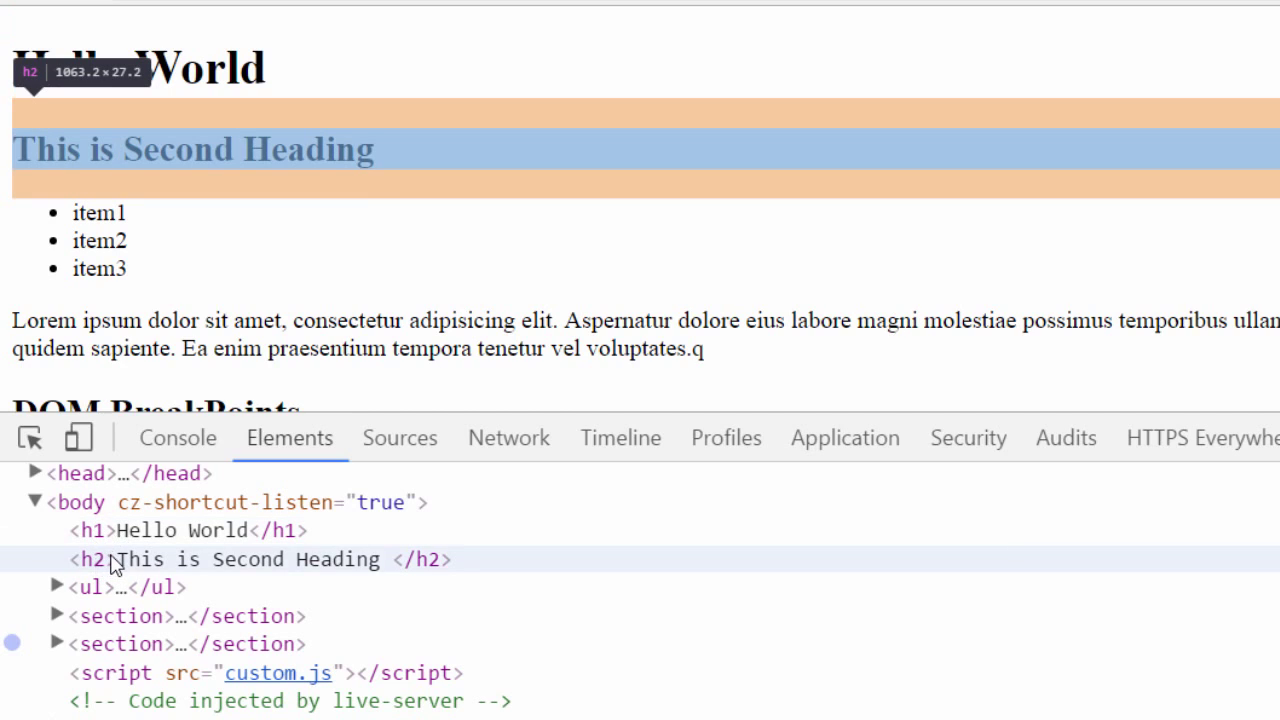 Hello World
h2 1063.2×27.2
This is Second Heading
• item1
• item2
• item3
Lorem ipsum dolor sit amet, consectetur adipisicing elit. Aspernatur dolore eius labore magni molestiae possimus temporibus
quidem sapiente. Ea enim praesentium tempora tenetur vel voluptates.q
DOM BreakPoints
Console Elements Sources Network Timeline Profiles Application Security Audits HTTPS
<head>…</head>
<body cz-shortcut-listen="true">
<h1>Hello World</h1>
<h2>This is Second Heading </h2>
<ul>…</ul>
<section>…</section>
<section>…</section>
<script src="custom.js"></script>
<!-- Code injected by live-server -->